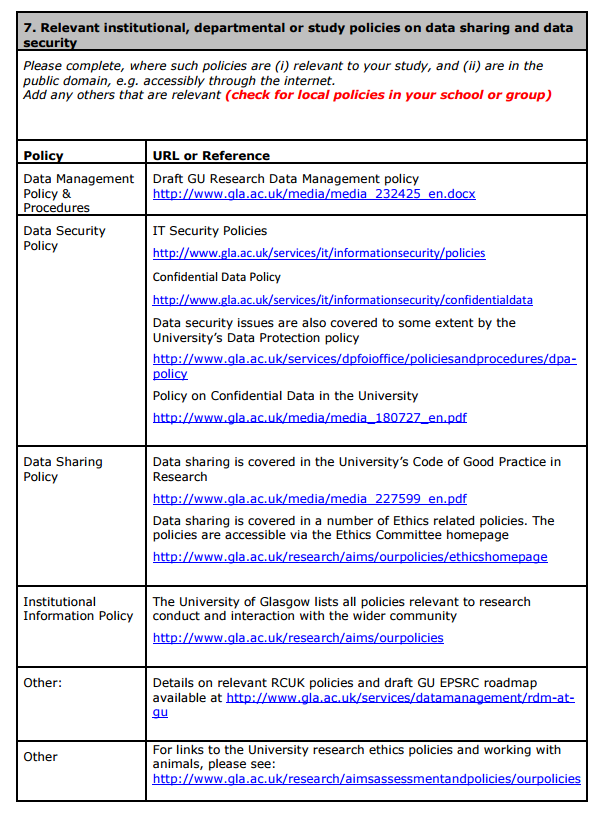 7. Relevant institutional, departmental or study policies on data sharing and data
security
Please complete, where such policies are (i) relevant to your study, and (ii) are in the
public domain, e.g. accessibly through the internet.
Add any others that are relevant (check for local policies in your school or group)
Policy
URL or Reference
Data Management
Policy &
Procedures
Draft GU Research Data Management policy
http://www.gla.ac.uk/media/media_232425_en.docx
Data Security
Policy
IT Security Policies
http://www.gla.ac.uk/services/it/informationsecurity/policies
Confidential Data Policy
http://www.gla.ac.uk/services/it/informationsecurity/confidentialdata
Data security issues are also covered to some extent by the
University's Data Protection policy
http://www.gla.ac.uk/services/dpfoioffice/policiesandprocedures/dpa-
policy
Policy on Confidential Data in the University
http://www.gla.ac.uk/media/media_180727_en.pdf
Data Sharing
Policy
Data sharing is covered in the University's Code of Good Practice in
Research
http://www.gla.ac.uk/media/media_227599_en.pdf
Data sharing is covered in a number of Ethics related policies. The
policies are accessible via the Ethics Committee homepage
http://www.gla.ac.uk/research/aims/ourpolicies/ethicshomepage
Institutional
Information Policy
The University of Glasgow lists all policies relevant to research
conduct and interaction with the wider community
http://www.gla.ac.uk/research/aims/ourpolicies
Other:
Details on relevant RCUK policies and draft GU EPSRC roadmap
available at http://www.gla.ac.uk/services/datamanagement/rdm-at-
gu
Other
For links to the University research ethics policies and working with
animals, please see:
http://www.gla.ac.uk/research/aimsassessmentandpolicies/ourpolicies